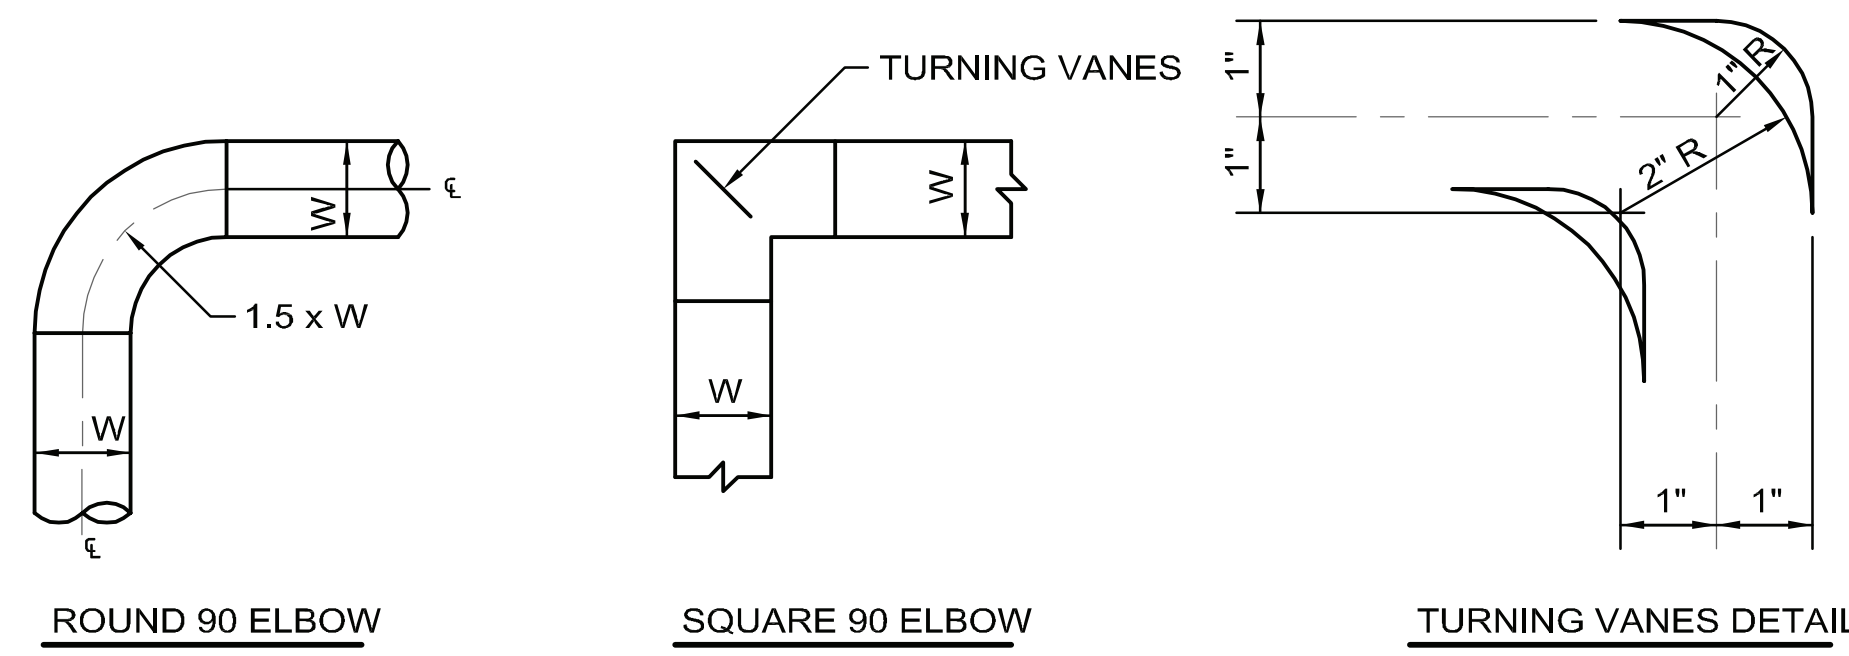 TURNING VANES
1"
1" R
1"
2" R
W
℄
W
1.5 x W
W
W
℄
1"
1"
ROUND 90 ELBOW
SQUARE 90 ELBOW
TURNING VANES DETAIL